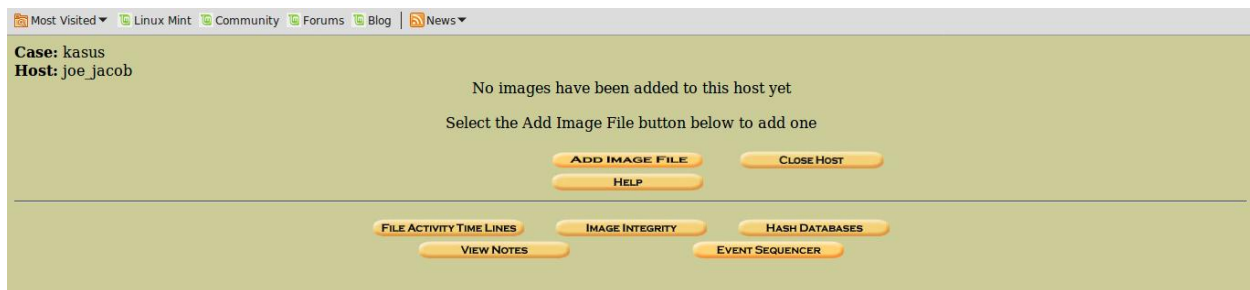 Most Visited Linux Mint Community Forums Blog News
Case: kasus
Host: joe_jacob
No images have been added to this host yet
Select the Add Image File button below to add one
ADD IMAGE FILE CLOSE HOST
HELP
FILE ACTIVITY TIME LINES IMAGE INTEGRITY HASH DATABASES
VIEW NOTES EVENT SEQUENCER